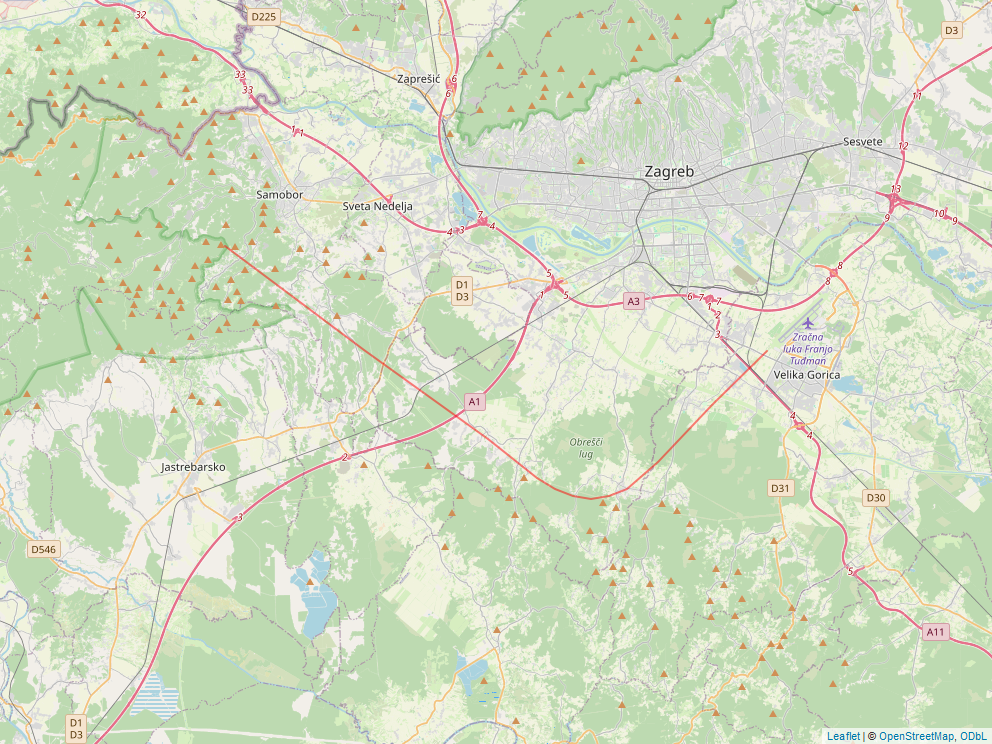 32
D225
D3
Zaprešić
6
6
33
33
11
1
1
Sesvete
12
Zagreb
Samobor
Sveta Nedelja
13
10
9
9
7
4
4
3
5
1
5
8
8
D1
D3
A3
6
7
7
1
2
3
Zračna
luka Franjo
Tuđman
Velika Gorica
A1
4
4
Obrešči
lug
2
Jastrebarsko
D31
D30
3
D546
5
A11
D1
D3
Leaflet | © OpenStreetMap, ODbL